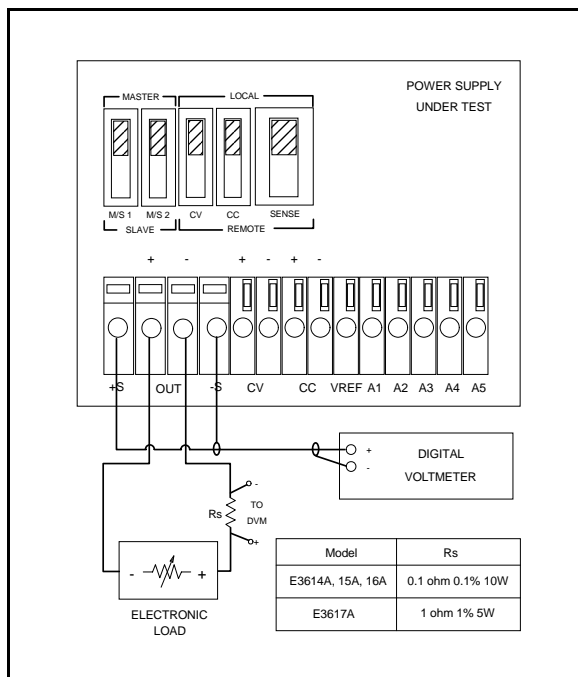 POWER SUPPLY
UNDER TEST
MASTER LOCAL
M/S 1 M/S 2 CV CC SENSE
SLAVE REMOTE
+ - + - + -
+S OUT -S CV CC VREF A1 A2 A3 A4 A5
+
-
DIGITAL
VOLTMETER
-
TO
DVM
+
Rs
- +
ELECTRONIC
LOAD
Model Rs
E3614A, 15A, 16A 0.1 ohm 0.1% 10W
E3617A 1 ohm 1% 5W